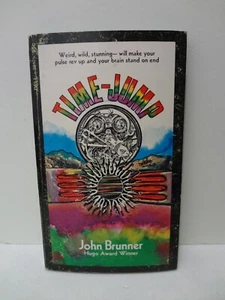 Weird, wild, stunning— will make your
pulse rev up and your brain stand on end
TIME-JUMP
John Brunner
Hugo Award Winner